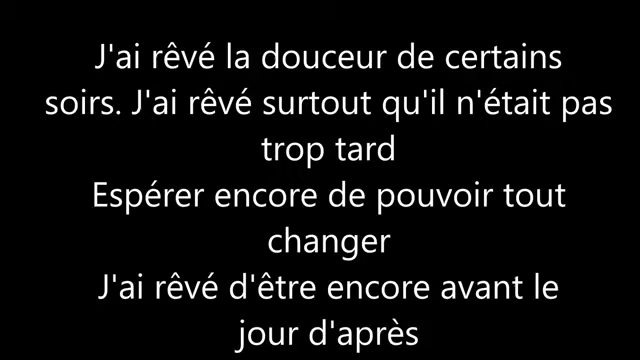 J'ai rêvé la douceur de certains
soirs. J'ai rêvé surtout qu'il n'était pas
trop tard
Espérer encore de pouvoir tout
changer
J'ai rêvé d'être encore avant le
jour d'après